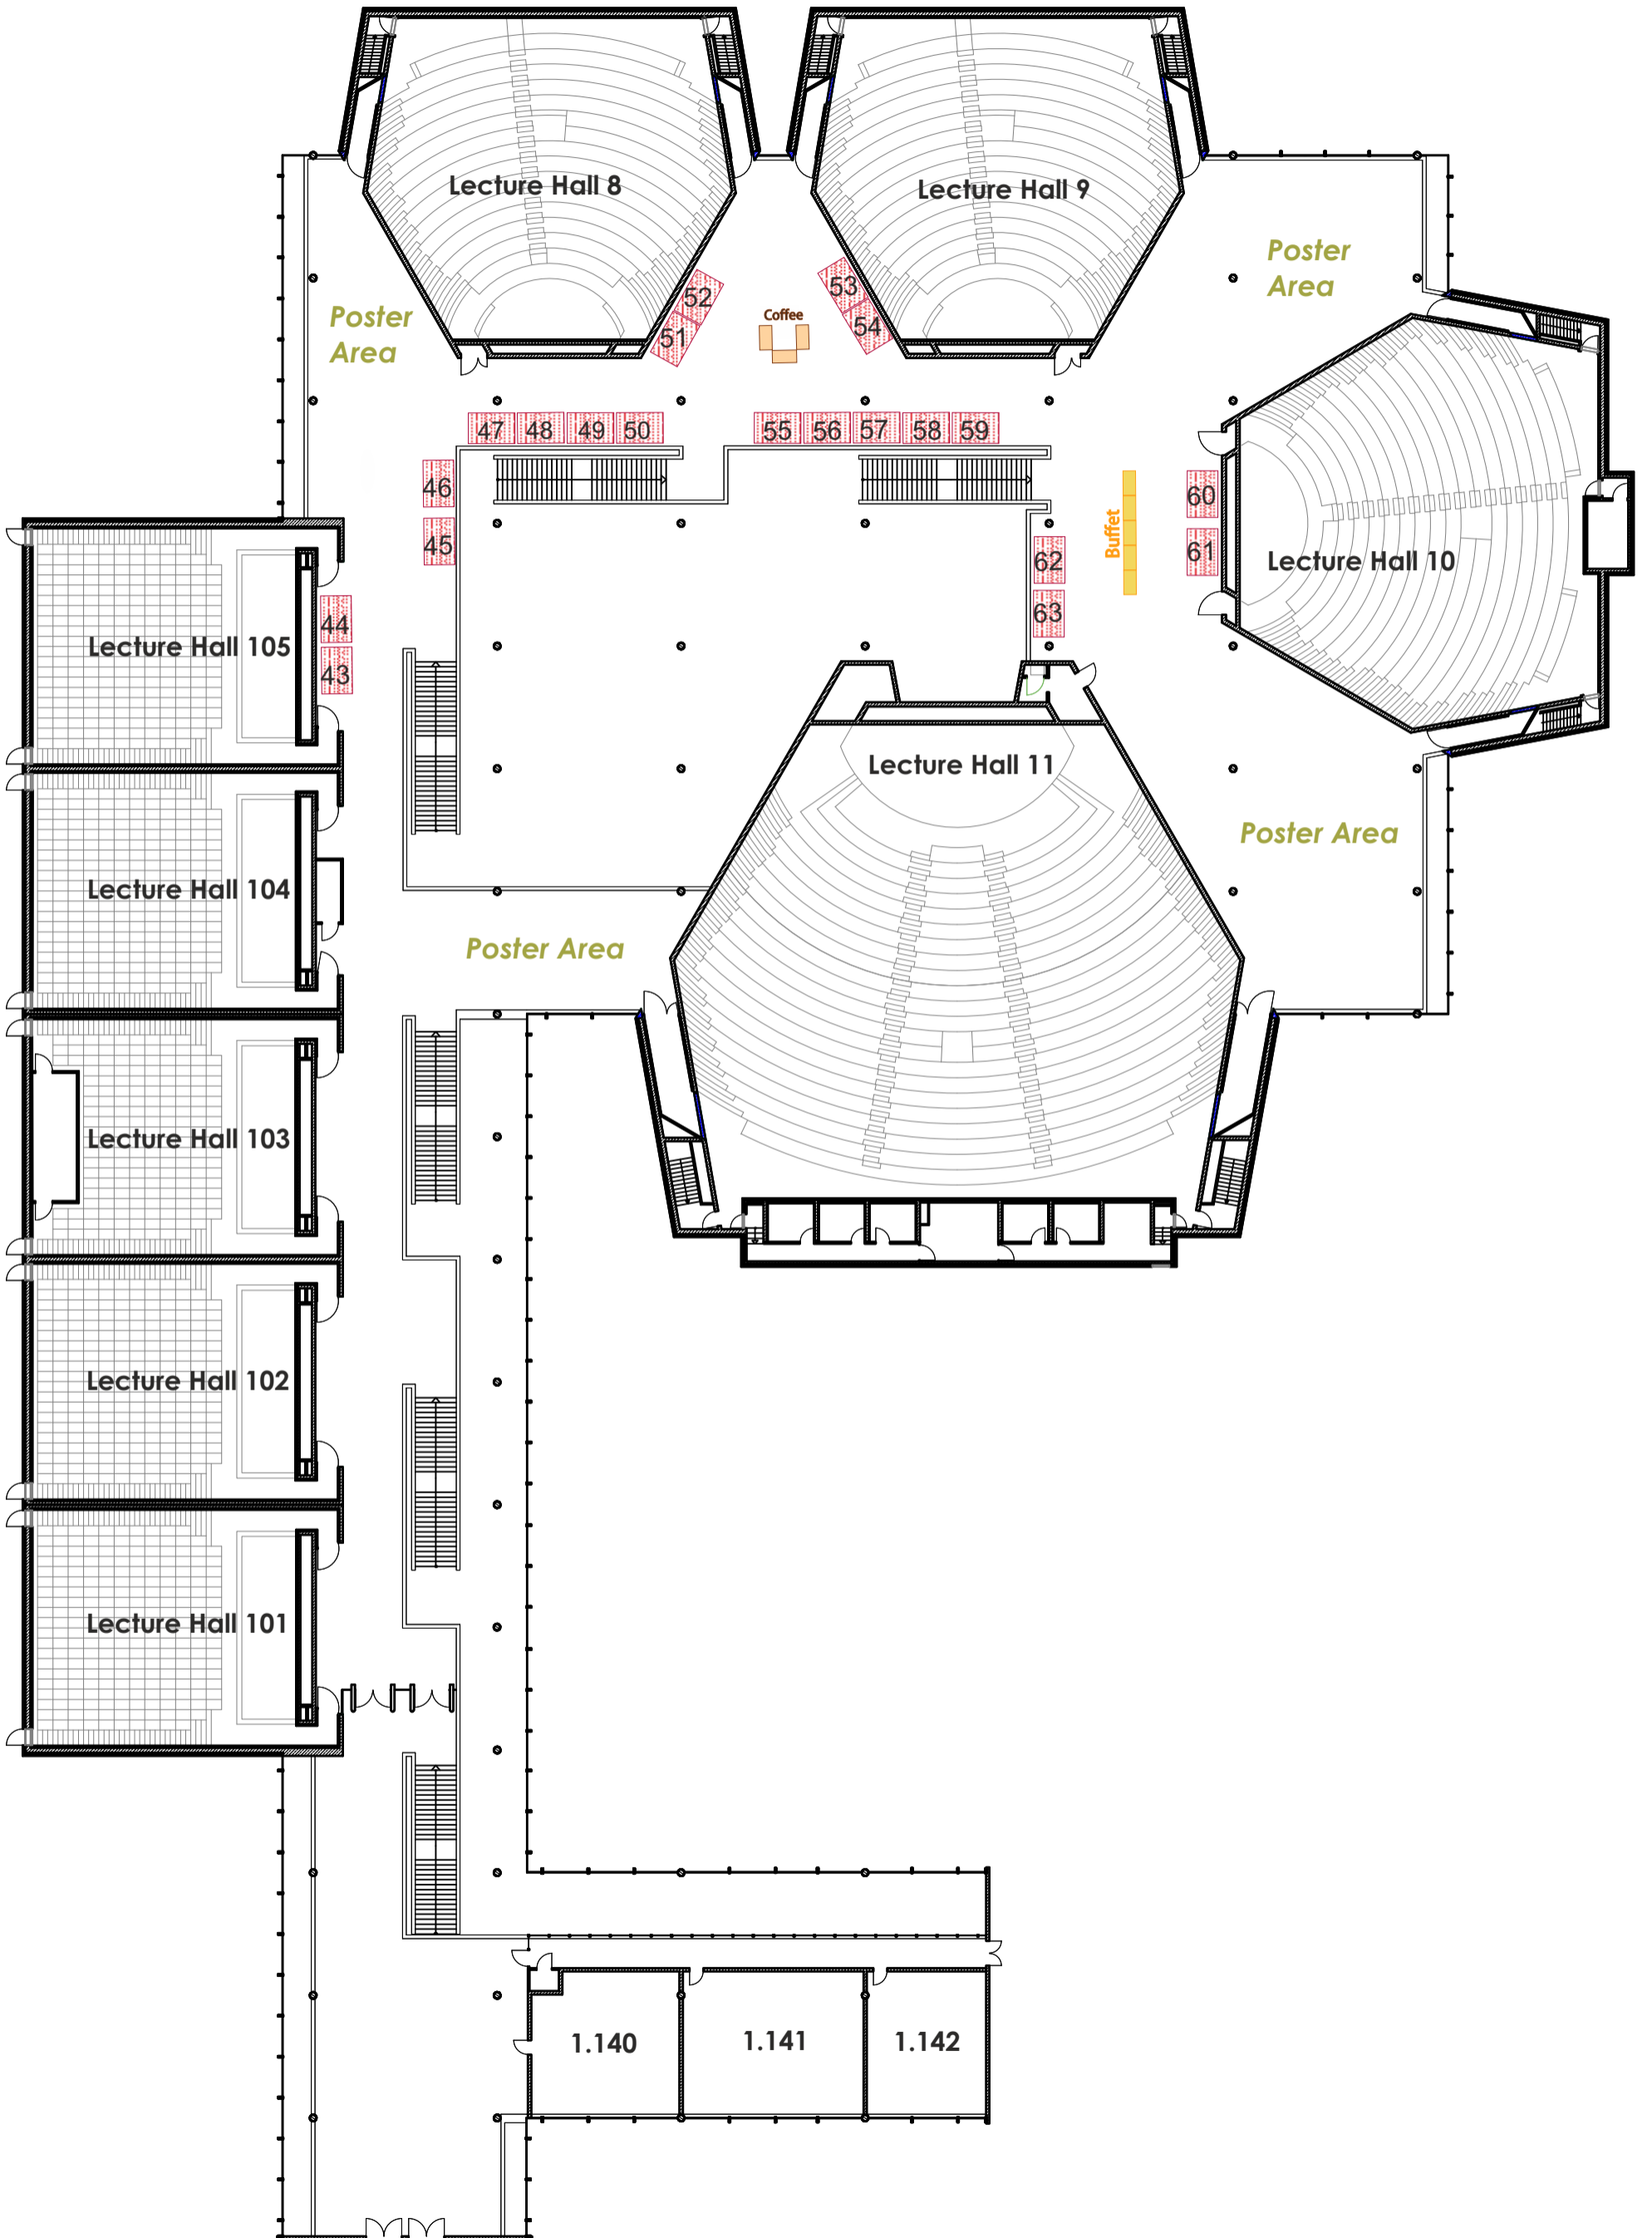 Lecture Hall 8
Lecture Hall 9
Poster
Area
Poster
Area
52
51
53
54
Coffee
47
48
49
50
55
56
57
58
59
46
45
60
61
Buffet
62
63
Lecture Hall 10
44
43
Lecture Hall 105
Lecture Hall 11
Poster Area
Lecture Hall 104
Poster Area
Lecture Hall 103
Lecture Hall 102
Lecture Hall 101
1.140
1.141
1.142